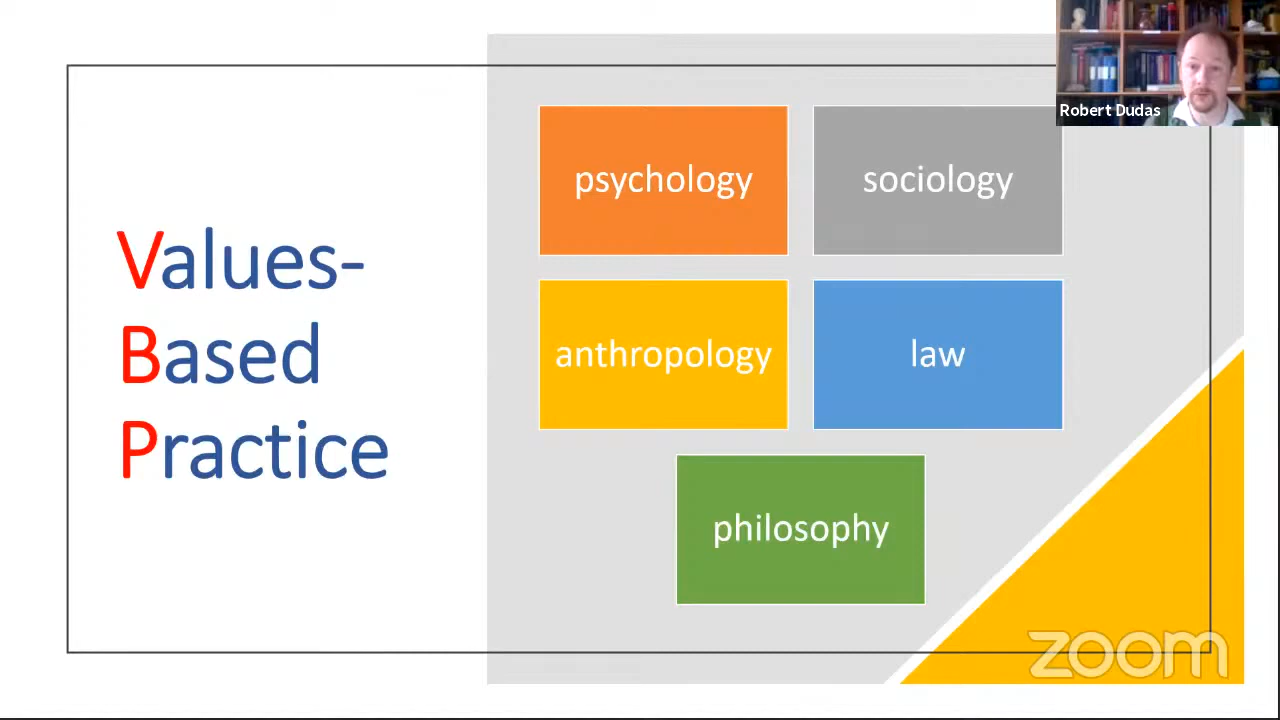 Values-
Based
Practice
psychology
sociology
anthropology
law
philosophy
Robert Dudas
zoom